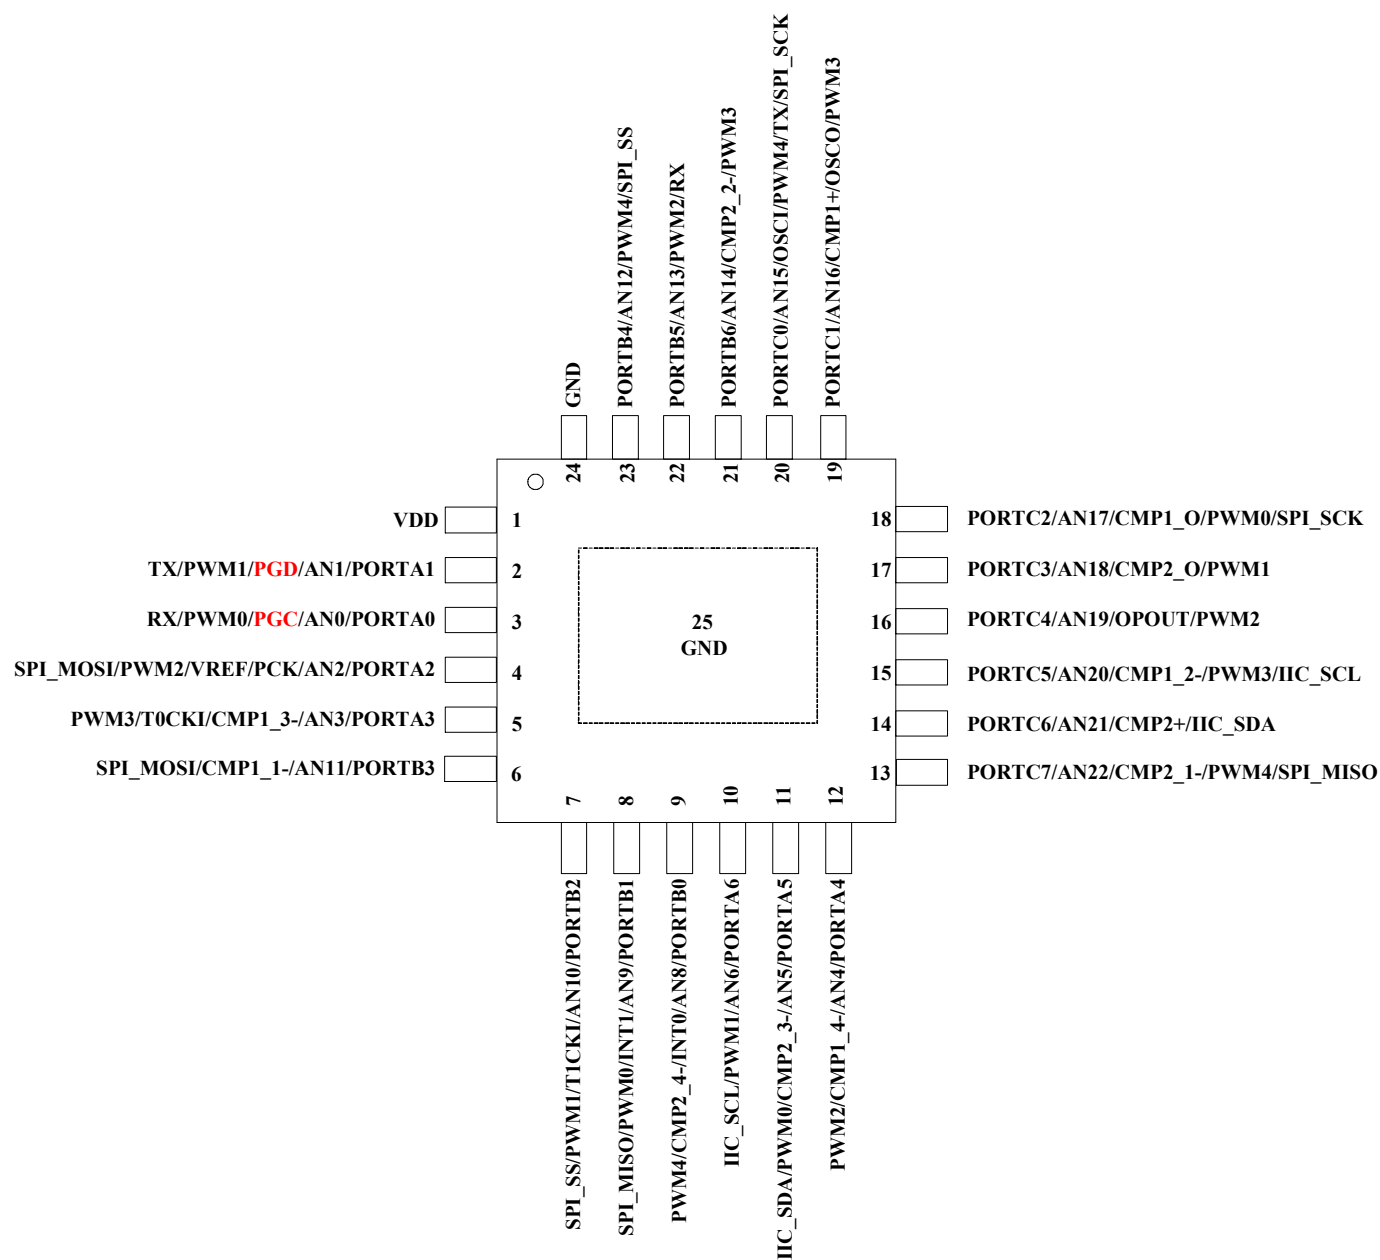 PORTB4/AN12/PWM4/SPI_SS
PORTB5/AN13/PWM2/RX
PORTB6/AN14/CMP2_2-/PWM3
PORTC0/AN15/OSCI/PWM4/TX/SPI_SCK
PORTC1/AN16/CMP1+/OSCO/PWM3
GND
24
23
22
21
20
19
VDD
1
TX/PWM1/PGD/AN1/PORTA1
2
RX/PWM0/PGC/AN0/PORTA0
3
SPI_MOSI/PWM2/VREF/PCK/AN2/PORTA2
4
PWM3/T0CKI/CMP1_3-/AN3/PORTA3
5
SPI_MOSI/CMP1_1-/AN11/PORTB3
6
25
GND
18
PORTC2/AN17/CMP1_O/PWM0/SPI_SCK
17
PORTC3/AN18/CMP2_O/PWM1
16
PORTC4/AN19/OPOUT/PWM2
15
PORTC5/AN20/CMP1_2-/PWM3/IIC_SCL
14
PORTC6/AN21/CMP2+/IIC_SDA
13
PORTC7/AN22/CMP2_1-/PWM4/SPI_MISO
7
8
9
10
11
12
SPI_SS/PWM1/T1CKI/AN10/PORTB2
SPI_MISO/PWM0/INT1/AN9/PORTB1
PWM4/CMP2_4-/INT0/AN8/PORTB0
IIC_SCL/PWM1/AN6/PORTA6
IIC_SDA/PWM0/CMP2_3-/AN5/PORTA5
PWM2/CMP1_4-/AN4/PORTA4